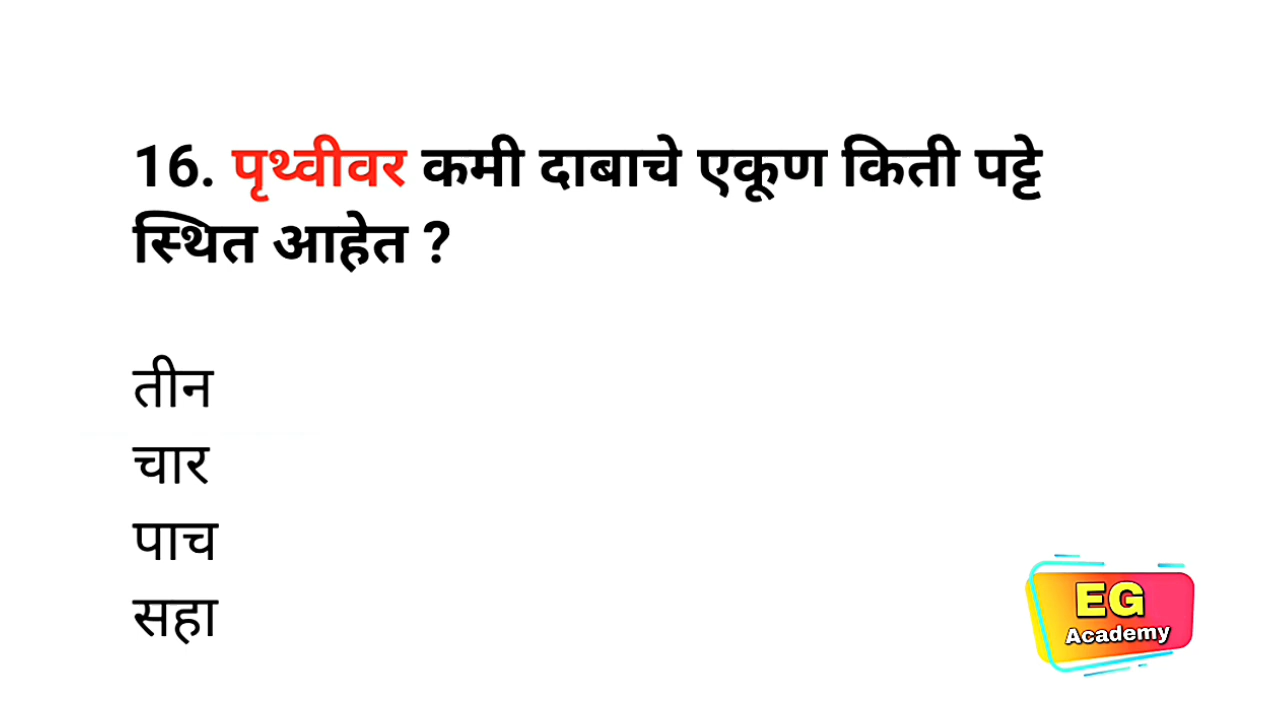 16. पृथ्वीवर कमी दाबाचे एकूण किती पट्टे
स्थित आहेत ?
तीन
चार
पाच
सहा
EG
Academy